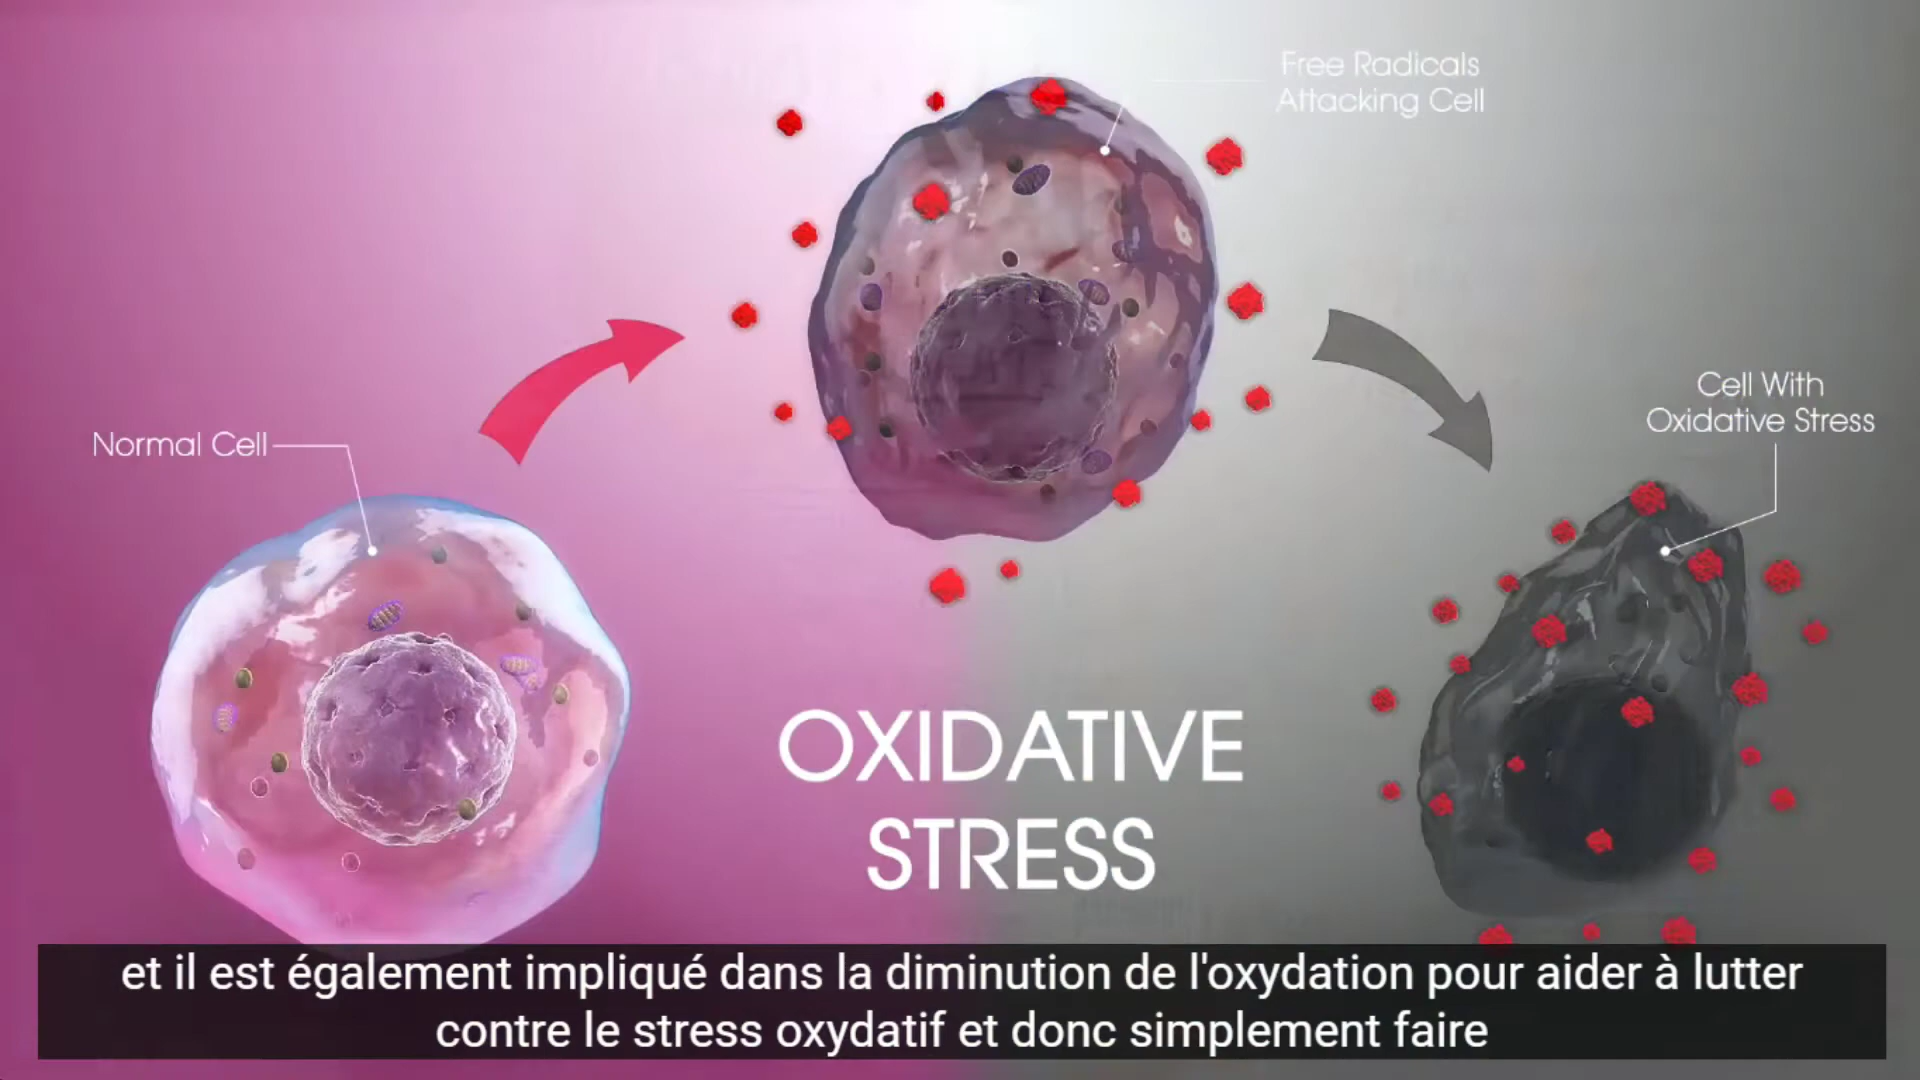 Free Radicals
Attacking Cell
Cell With
Oxidative Stress
Normal Cell
OXIDATIVE
STRESS
et il est également impliqué dans la diminution de l'oxydation pour aider à lutter
contre le stress oxydatif et donc simplement faire